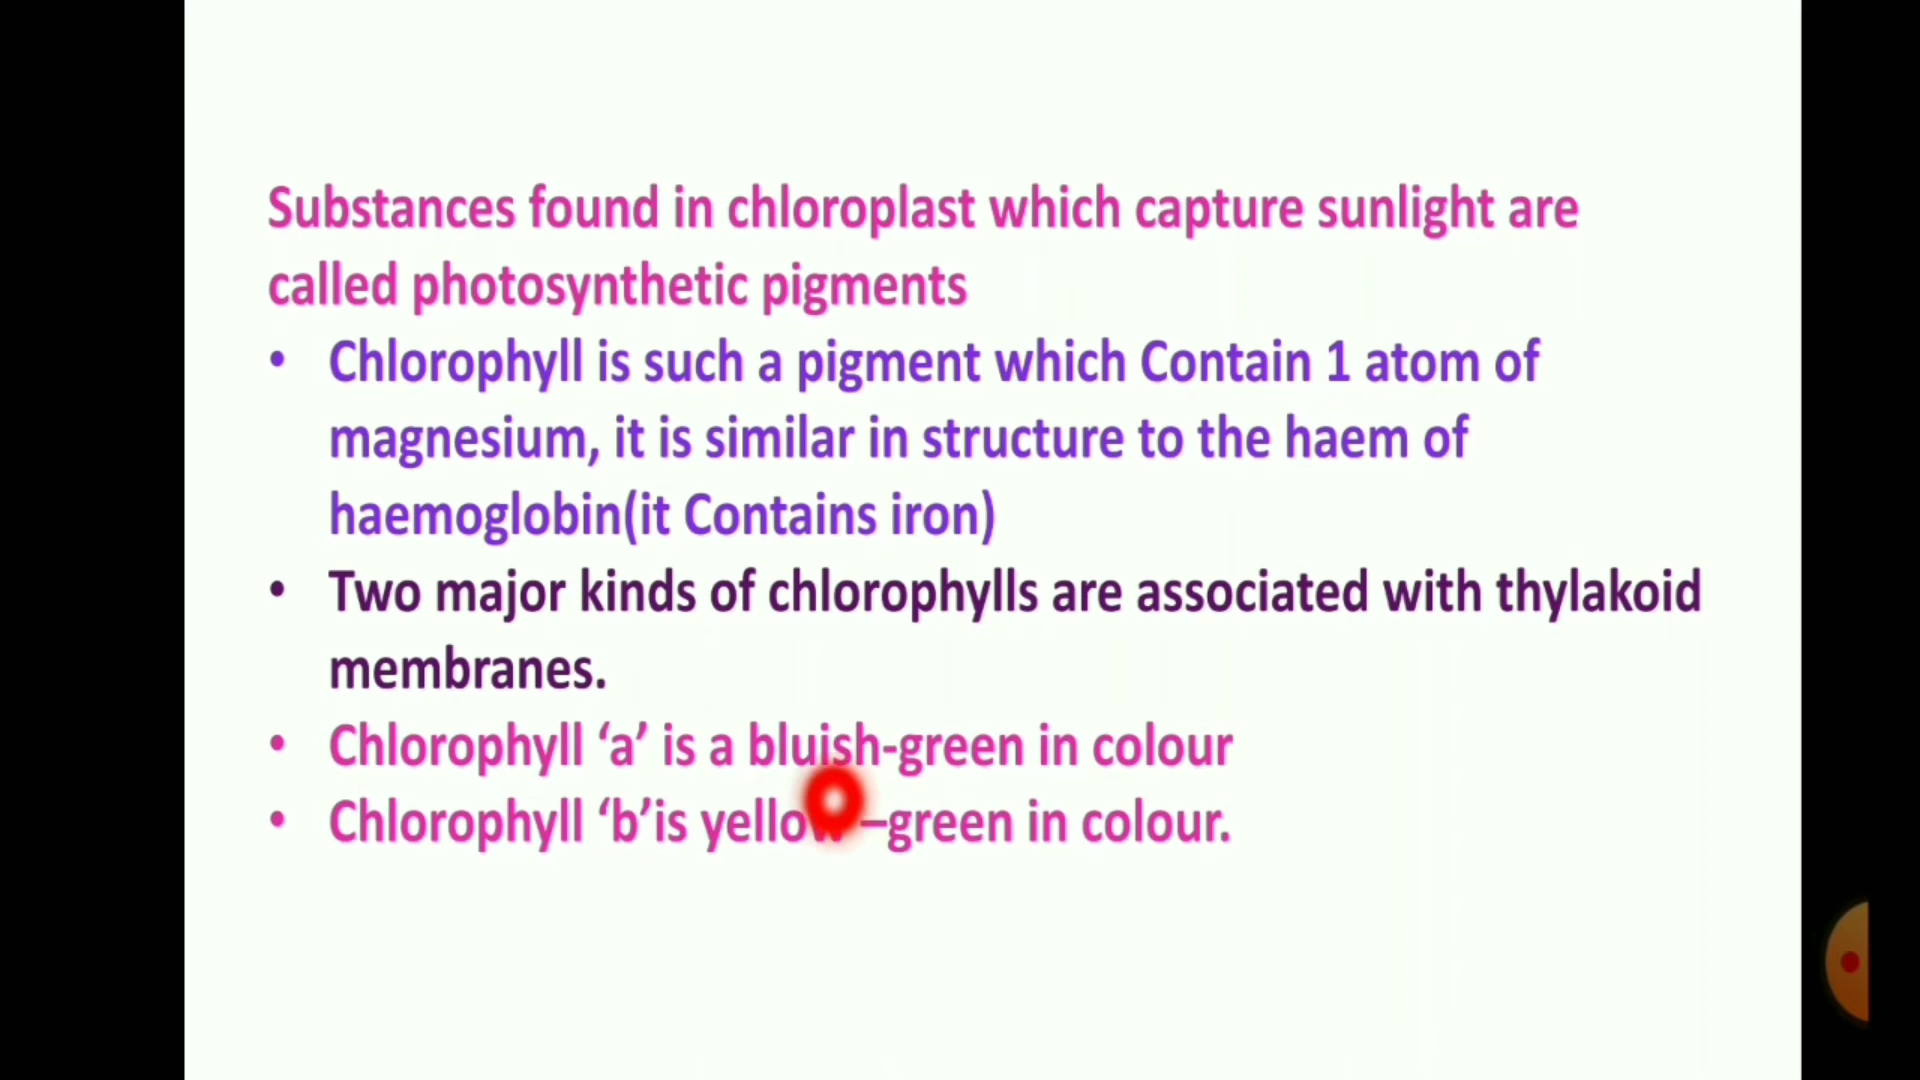 Substances found in chloroplast which capture sunlight are
called photosynthetic pigments
• Chlorophyll is such a pigment which Contain 1 atom of
magnesium, it is similar in structure to the haem of
haemoglobin(it Contains iron)
• Two major kinds of chlorophylls are associated with thylakoid
membranes.
• Chlorophyll ‘a’ is a bluish-green in colour
• Chlorophyll ‘b’is yellow –green in colour.